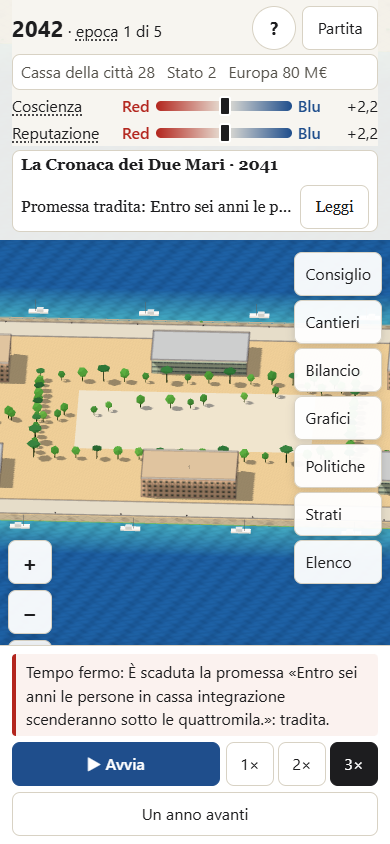 2042 · epoca 1 di 5
?
Partita
Cassa della città 28 Stato 2 Europa 80 M€
Coscienza Red Blu +2,2
Reputazione Red Blu +2,2
La Cronaca dei Due Mari · 2041
Promessa tradita: Entro sei anni le p...
Leggi
Consiglio
Cantieri
Bilancio
Grafici
Politiche
Strati
Elenco
+
–
Tempo fermo: È scaduta la promessa «Entro sei
anni le persone in cassa integrazione
scenderanno sotto le quattromila.»: tradita.
▶ Avvia
1×
2×
3×
Un anno avanti